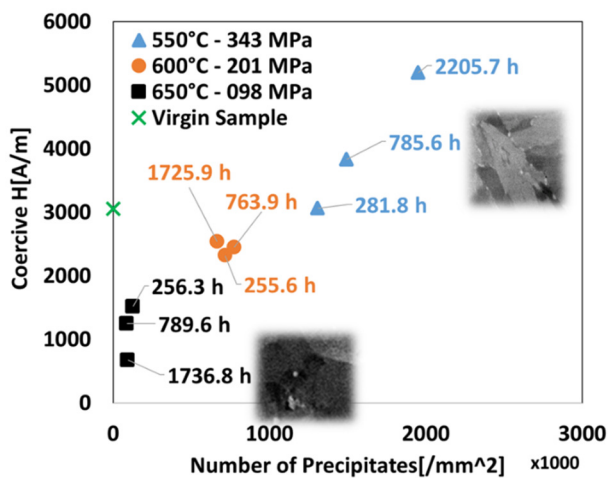 6000
5000
4000
3000
2000
1000
0
Coercive H[A/m]
550°C - 343 MPa
600°C - 201 MPa
650°C - 098 MPa
Virgin Sample
2205.7 h
785.6 h
281.8 h
1725.9 h
763.9 h
255.6 h
256.3 h
789.6 h
1736.8 h
0 1000 2000 3000
Number of Precipitates[/mm^2] x1000